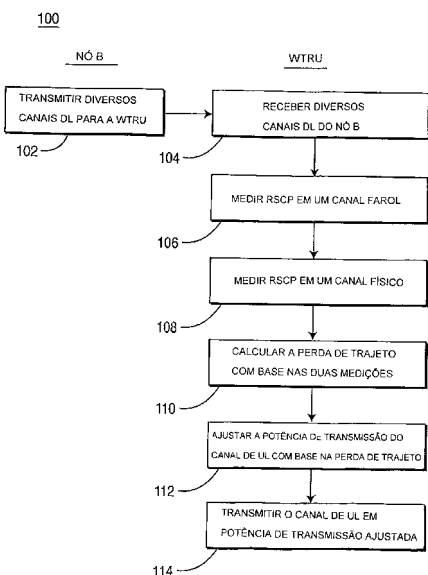 100
NÓ B
WTRU
TRANSMITIR DIVERSOS
CANAIS DL PARA A WTRU
102
RECEBER DIVERSOS
CANAIS DL DO NÓ B
104
MEDIR RSCP EM UM CANAL FAROL
106
MEDIR RSCP EM UM CANAL FÍSICO
108
CALCULAR A PERDA DE TRAJETO
COM BASE NAS DUAS MEDIÇÕES
110
AJUSTAR A POTÊNCIA DE TRANSMISSÃO DO
CANAL DE UL COM BASE NA PERDA DE TRAJETO
112
TRANSMITIR O CANAL DE UL EM
POTÊNCIA DE TRANSMISSÃO AJUSTADA
114